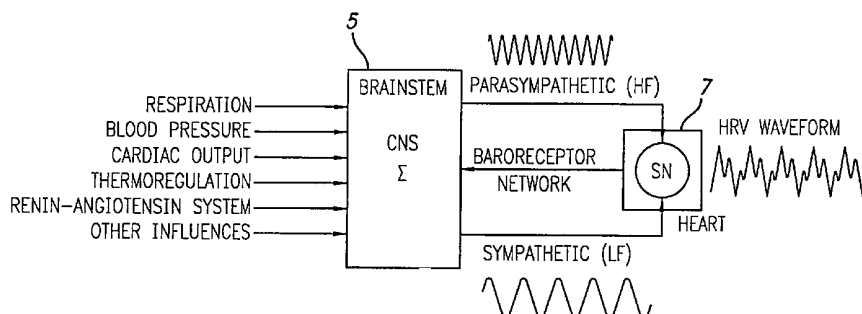 5
BRAINSTEM
CNS
Σ
RESPIRATION
BLOOD PRESSURE
CARDIAC OUTPUT
THERMOREGULATION
RENIN-ANGIOTENSIN SYSTEM
OTHER INFLUENCES
PARASYMPATHETIC (HF)
BARORECEPTOR
NETWORK
SYMPATHETIC (LF)
7
SN
HEART
HRV WAVEFORM